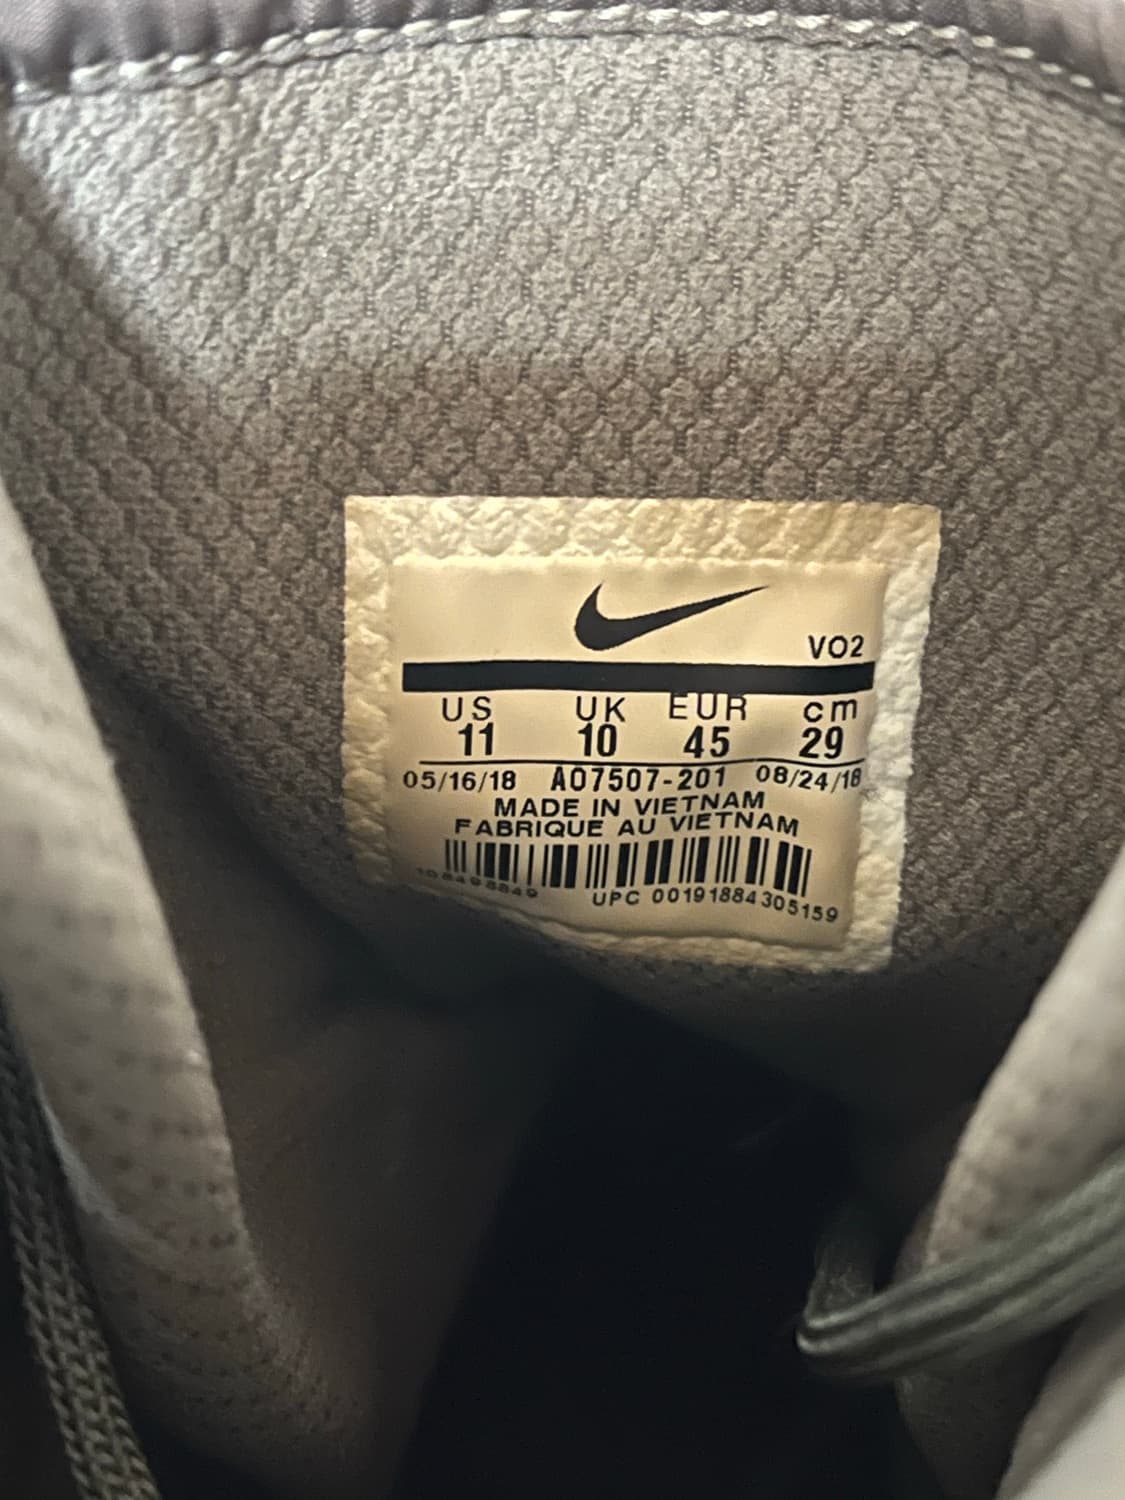 VO2
US UK EUR cm
11 10 45 29
05/16/18 AO7507-201 08/24/18
MADE IN VIETNAM
FABRIQUE AU VIETNAM
UPC 00191884305159